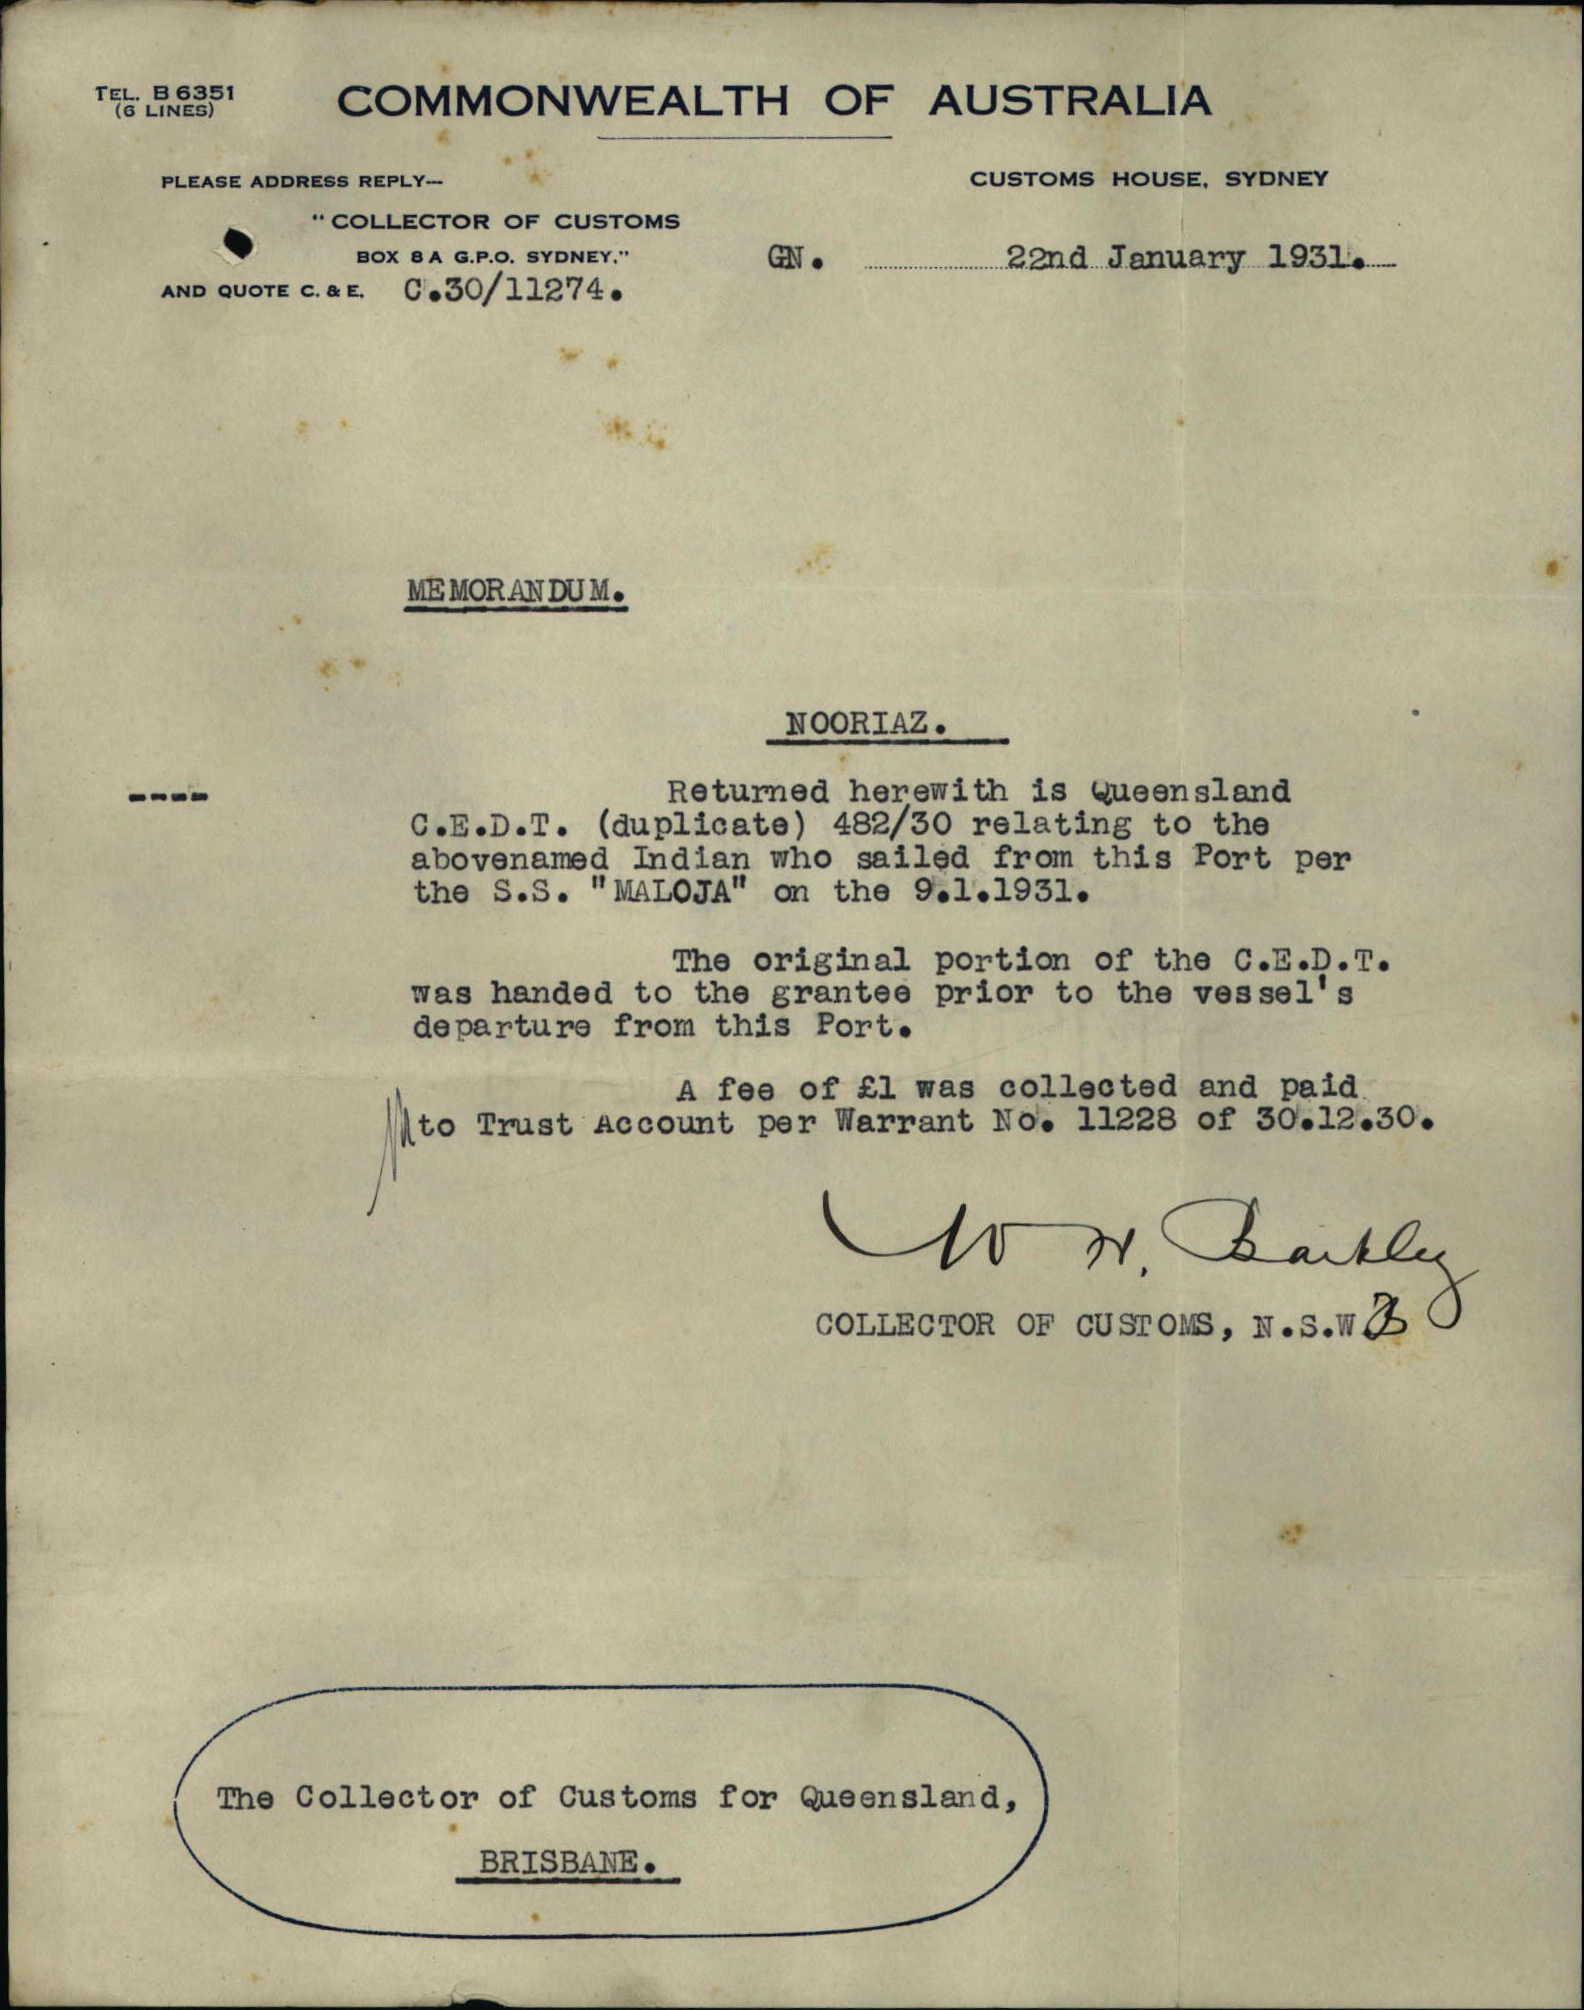 TEL. B 6351
(6 LINES)
COMMONWEALTH OF AUSTRALIA
PLEASE ADDRESS REPLY—
CUSTOMS HOUSE, SYDNEY
"COLLECTOR OF CUSTOMS
BOX 8A G.P.O. SYDNEY."
GN. 22nd January 1931.
AND QUOTE C. & E. C.30/11274.
MEMORANDUM.
NOORIAZ.
---- Returned herewith is Queensland
C.E.D.T. (duplicate) 482/30 relating to the
abovenamed Indian who sailed from this Port per
the S.S. "MALOJA" on the 9.1.1931.
The original portion of the C.E.D.T.
was handed to the grantee prior to the vessel's
departure from this Port.
A fee of £1 was collected and paid
to Trust Account per Warrant No. 11228 of 30.12.30.
W H. Barkley
COLLECTOR OF CUSTOMS, N.S.W
The Collector of Customs for Queensland,
BRISBANE.